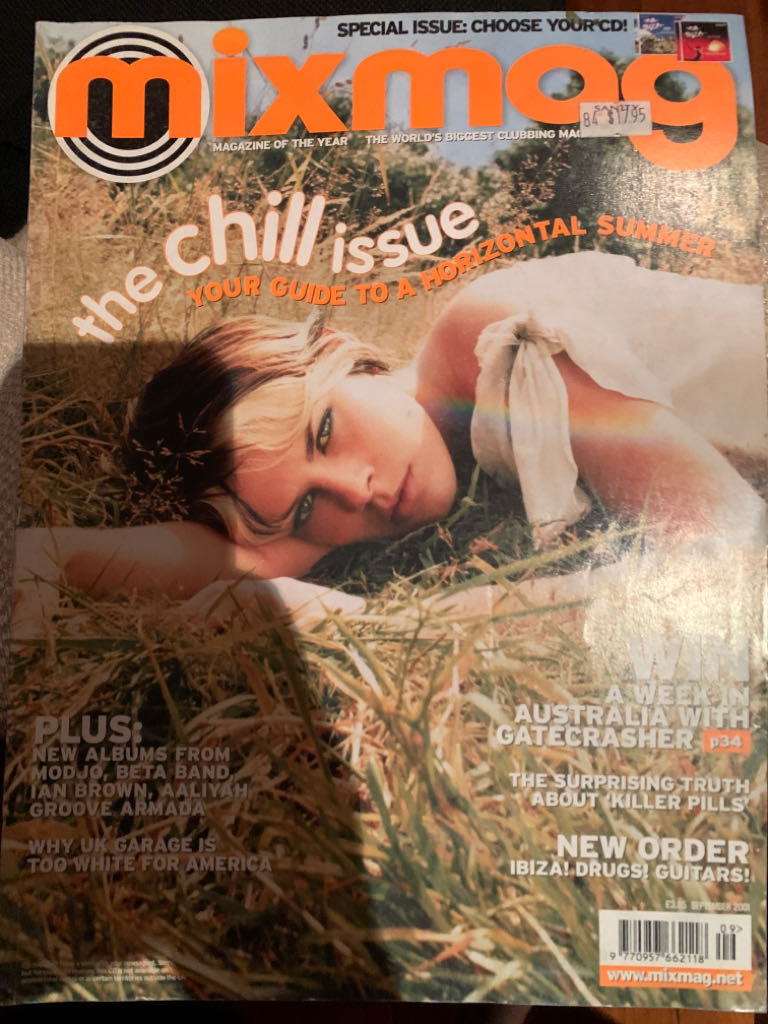 SPECIAL ISSUE: CHOOSE YOUR CD!
mixmag
SANITY
84 $17.95
MAGAZINE OF THE YEAR THE WORLD'S BIGGEST CLUBBING
the chill issue
YOUR GUIDE TO A HORIZONTAL SUMMER
WIN
A WEEK IN
AUSTRALIA WITH
GATECRASHER p34
THE SURPRISING TRUTH
ABOUT 'KILLER PILLS'
NEW ORDER
IBIZA! DRUGS! GUITARS!
PLUS:
NEW ALBUMS FROM
MODJO, BETA BAND,
IAN BROWN, AALIYAH,
GROOVE ARMADA
WHY UK GARAGE IS
TOO WHITE FOR AMERICA
SEPTEMBER 2001
09>
9 770957 662118
www.mixmag.net